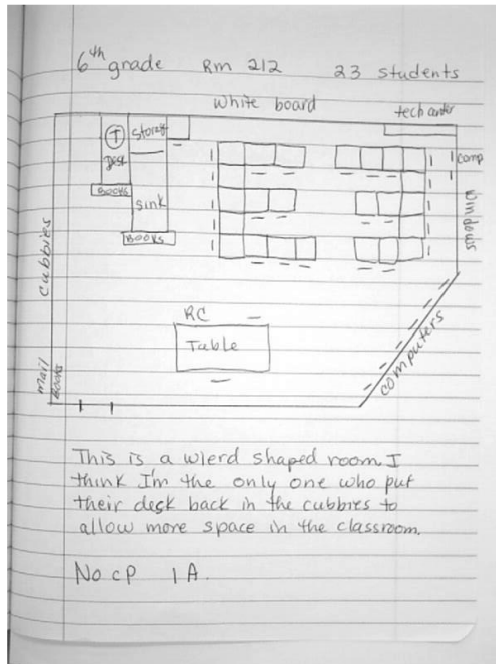 6th grade Rm 212 23 students
White board
tech center
T
Desk
Storage
comp
Books
sink
Books
Windows
cubbies
RC
Table
computers
mail
Books
This is a wierd shaped room I
think I'm the only one who put
their desk back in the cubbies to
allow more space in the classroom.
No CP 1 A.